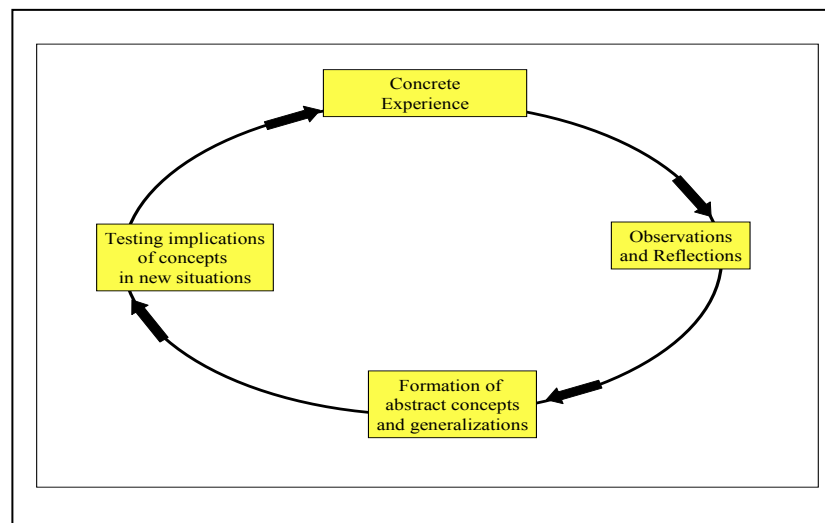 Concrete
Experience
Observations
and Reflections
Formation of
abstract concepts
and generalizations
Testing implications
of concepts
in new situations